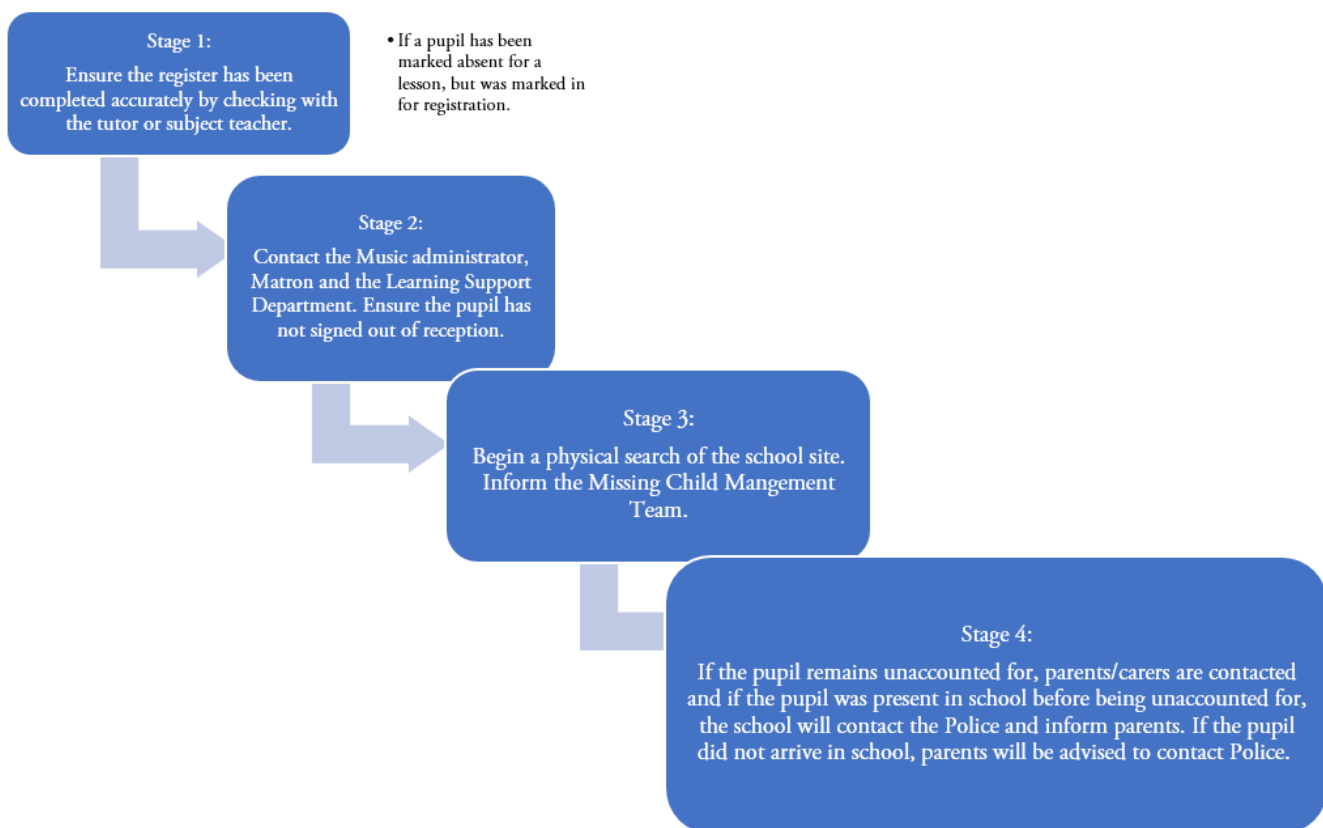 Stage 1:
Ensure the register has been
completed accurately by checking with
the tutor or subject teacher.
• If a pupil has been
marked absent for a
lesson, but was marked in
for registration.
Stage 2:
Contact the Music administrator,
Matron and the Learning Support
Department. Ensure the pupil has
not signed out of reception.
Stage 3:
Begin a physical search of the school site.
Inform the Missing Child Mangement
Team.
Stage 4:
If the pupil remains unaccounted for, parents/carers are contacted
and if the pupil was present in school before being unaccounted for,
the school will contact the Police and inform parents. If the pupil
did not arrive in school, parents will be advised to contact Police.